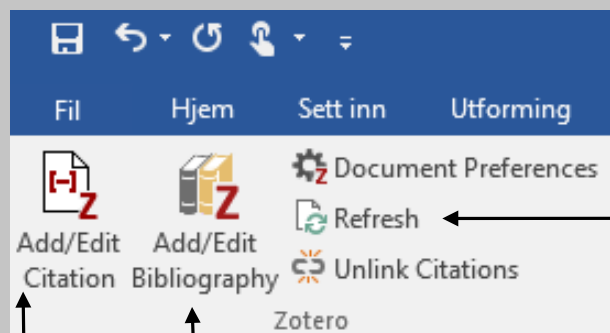 Fil Hjem Sett inn Utforming
Add/Edit Citation
Add/Edit Bibliography
Document Preferences
Refresh
Unlink Citations
Zotero